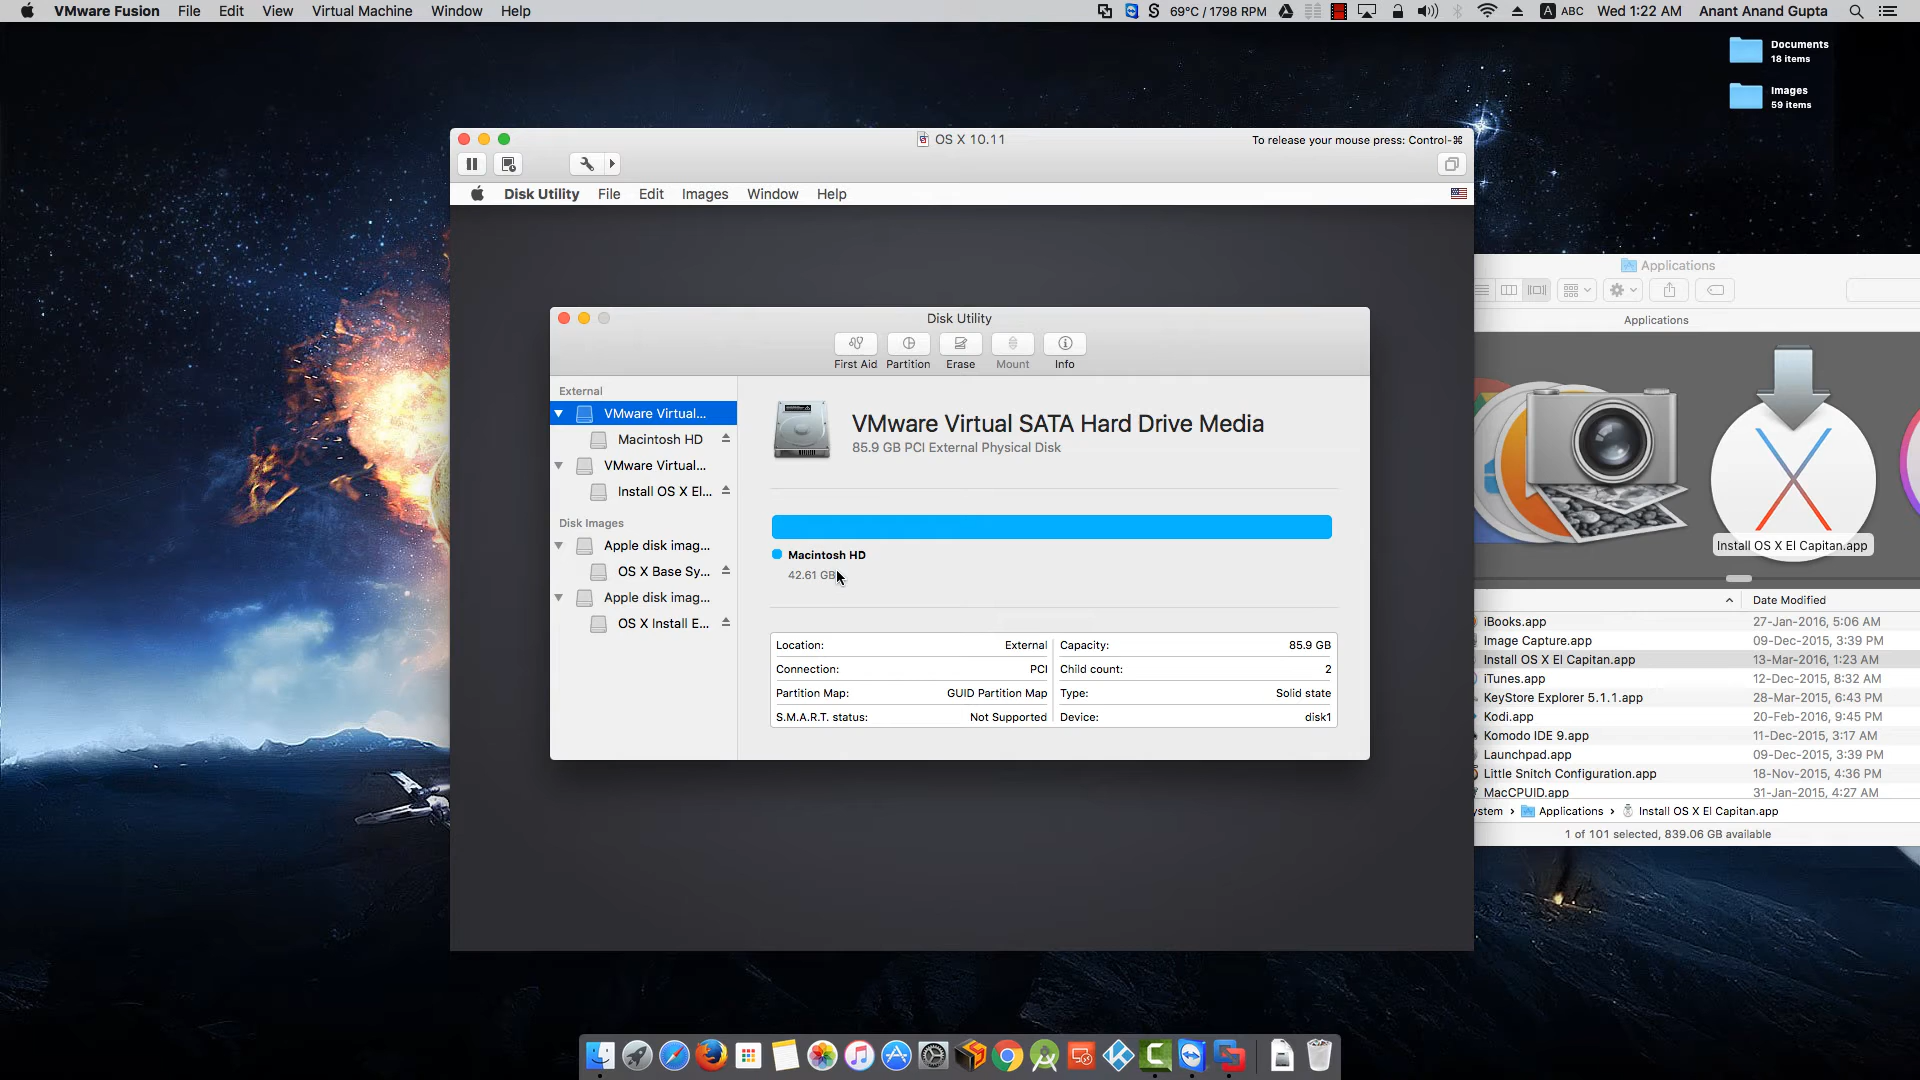 VMware Fusion File Edit View Virtual Machine Window Help
69°C / 1798 RPM A ABC Wed 1:22 AM Anant Anand Gupta
Documents
18 items
Images
59 items
OS X 10.11
To release your mouse press: Control-⌘
Disk Utility File Edit Images Window Help
Disk Utility
First Aid Partition Erase Mount Info
External
VMware Virtual...
Macintosh HD
VMware Virtual...
Install OS X El...
Disk Images
Apple disk imag...
OS X Base Sy...
Apple disk imag...
OS X Install E...
VMware Virtual SATA Hard Drive Media
85.9 GB PCI External Physical Disk
Macintosh HD
42.61 GB
Location: External
Connection: PCI
Partition Map: GUID Partition Map
S.M.A.R.T. status: Not Supported
Capacity: 85.9 GB
Child count: 2
Type: Solid state
Device: disk1
Applications
Applications
Install OS X El Capitan.app
Date Modified
iBooks.app 27-Jan-2016, 5:06 AM
Image Capture.app 09-Dec-2015, 3:39 PM
Install OS X El Capitan.app 13-Mar-2016, 1:23 AM
iTunes.app 12-Dec-2015, 8:32 AM
KeyStore Explorer 5.1.1.app 28-Mar-2015, 6:43 PM
Kodi.app 20-Feb-2016, 9:45 PM
Komodo IDE 9.app 11-Dec-2015, 3:17 AM
Launchpad.app 09-Dec-2015, 3:39 PM
Little Snitch Configuration.app 18-Nov-2015, 4:36 PM
MacCPUID.app 31-Jan-2015, 4:27 AM
ystem › Applications › Install OS X El Capitan.app
1 of 101 selected, 839.06 GB available